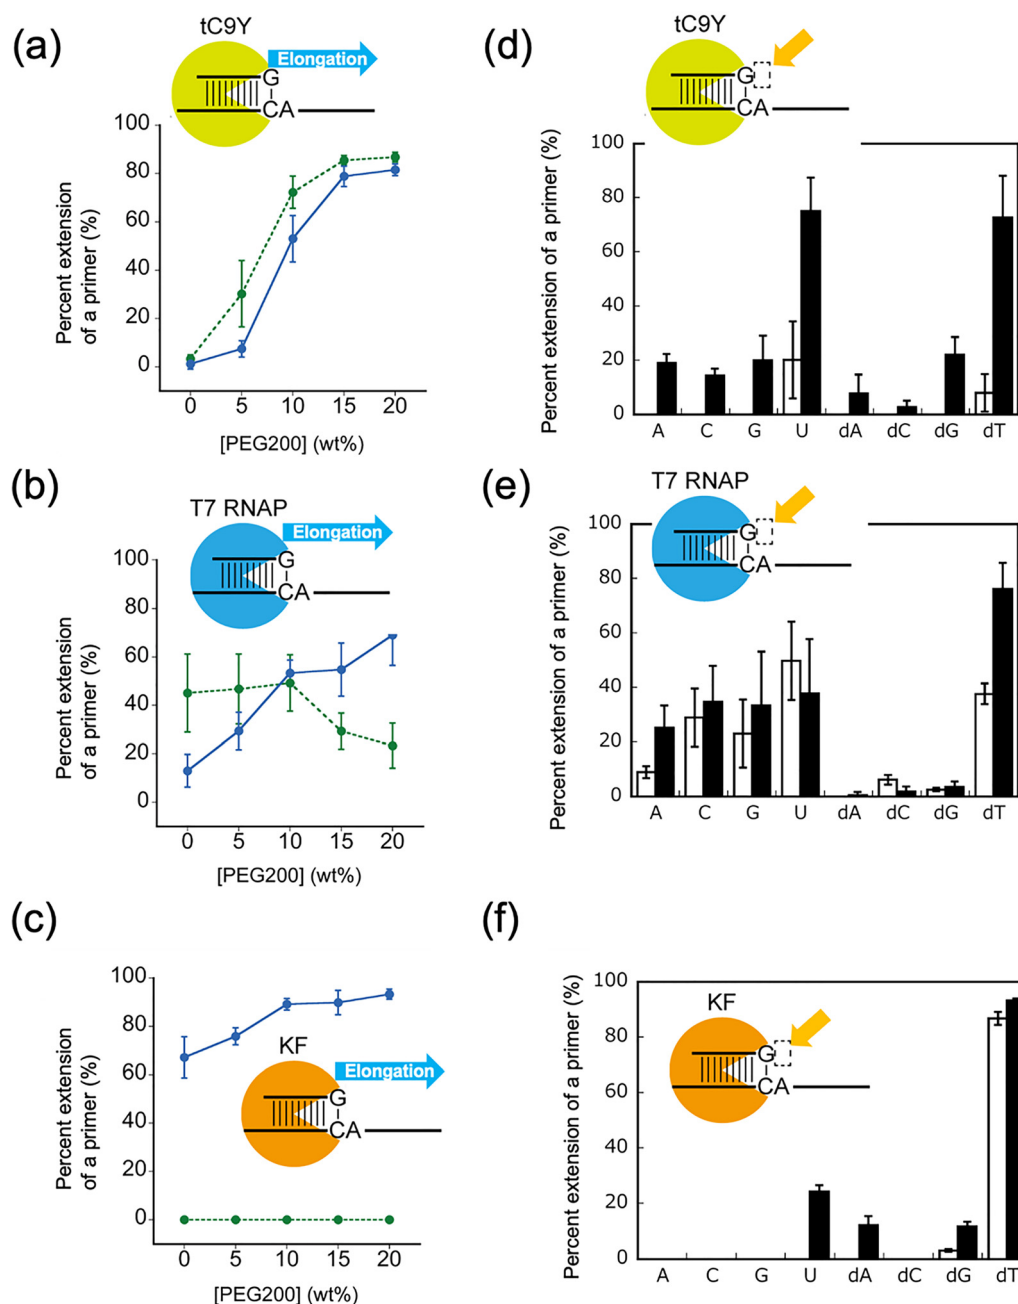 (a)
tC9Y
Elongation
G
CA
100
80
60
40
20
0
Percent extension
of a primer (%)
0 5 10 15 20
[PEG200] (wt%)
(d)
tC9Y
G
CA
100
80
60
40
20
0
Percent extension of a primer (%)
A C G U dA dC dG dT
(b)
T7 RNAP
Elongation
G
CA
100
80
60
40
20
0
Percent extension
of a primer (%)
0 5 10 15 20
[PEG200] (wt%)
(e)
T7 RNAP
G
CA
100
80
60
40
20
0
Percent extension of a primer (%)
A C G U dA dC dG dT
(c)
100
80
60
40
20
0
Percent extension
of a primer (%)
KF
Elongation
G
CA
0 5 10 15 20
[PEG200] (wt%)
(f)
100
80
60
40
20
0
Percent extension of a primer (%)
KF
G
CA
A C G U dA dC dG dT